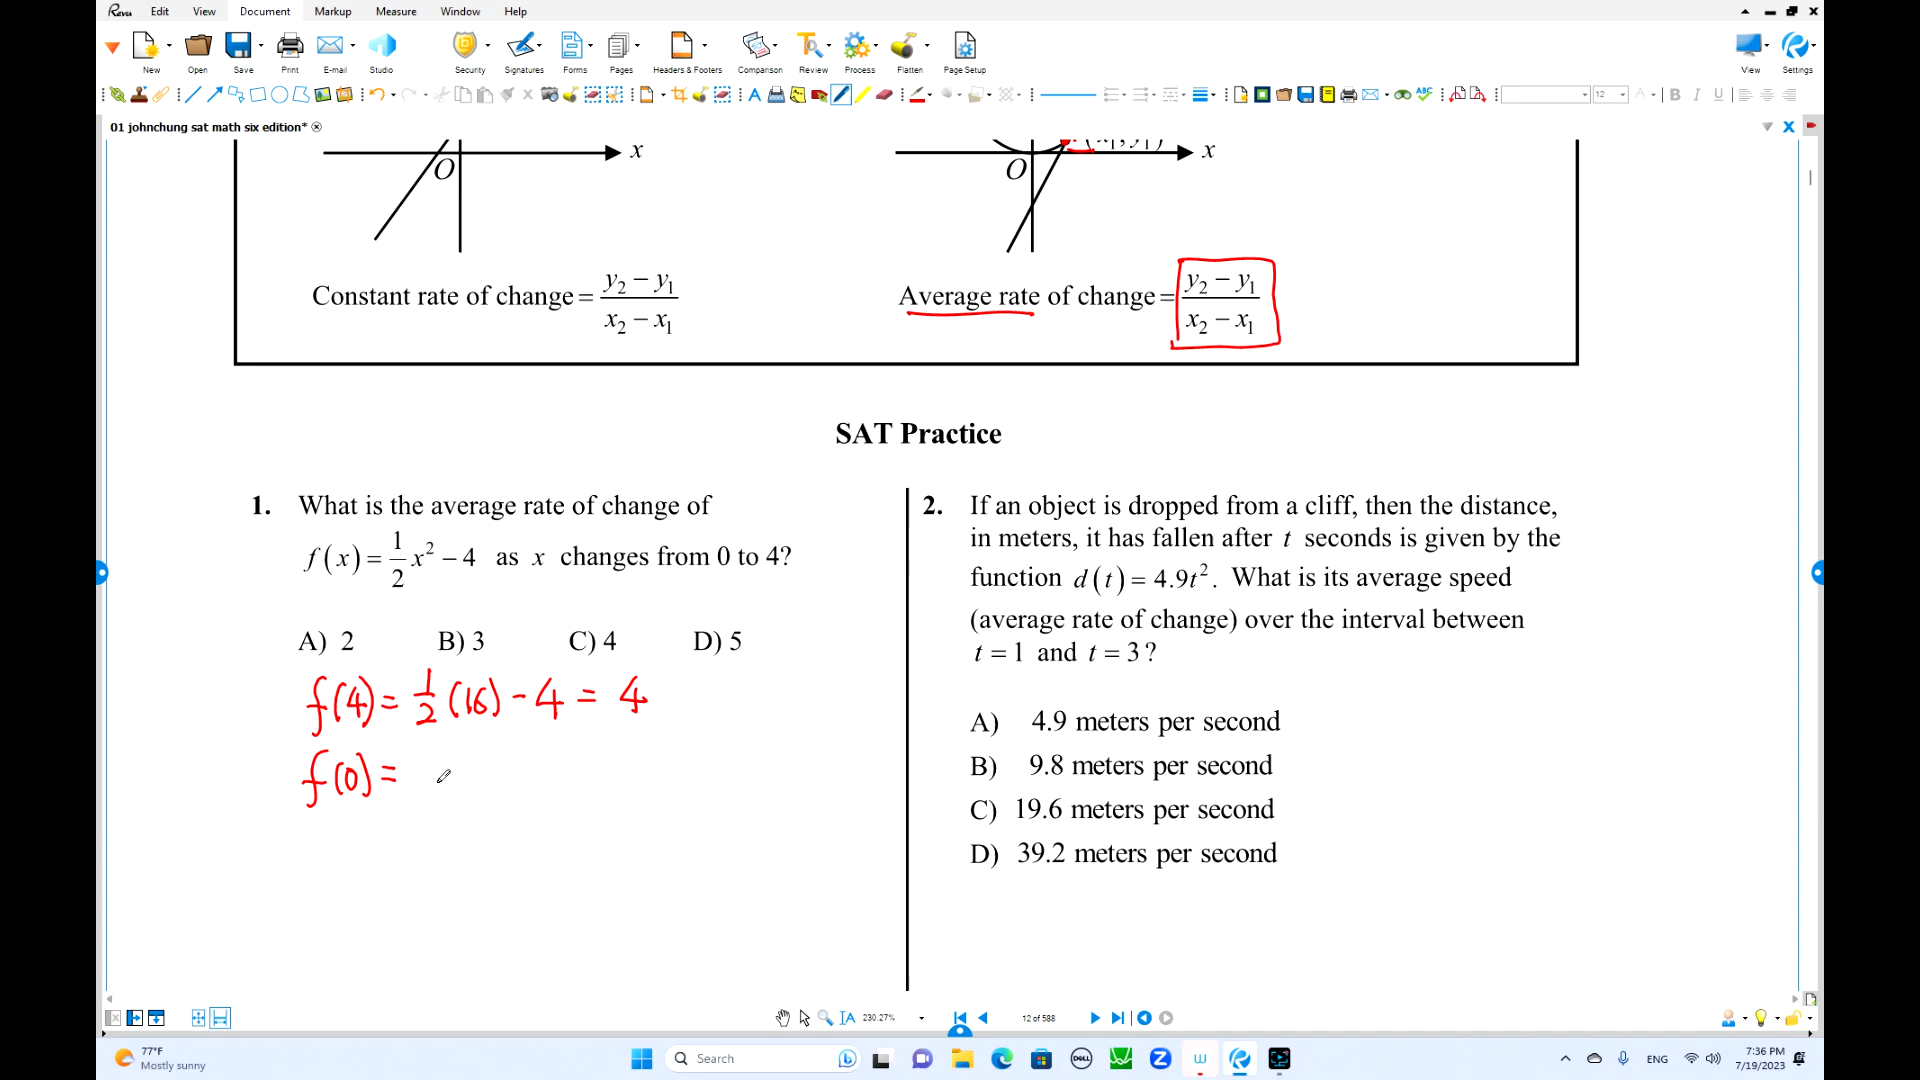 Revu Edit View Document Markup Measure Window Help
New Open Save Print E-mail Studio Security Signatures Forms Pages Headers & Footers Comparison Review Process Flatten Page Setup View Settings
12
01 johnchung sat math six edition*
x
O
x
O
Constant rate of change = (y₂ − y₁)/(x₂ − x₁)
Average rate of change = (y₂ − y₁)/(x₂ − x₁)
SAT Practice
1. What is the average rate of change of
f(x) = 1/2 x² − 4 as x changes from 0 to 4?
A) 2 B) 3 C) 4 D) 5
f(4) = 1/2 (16) - 4 = 4
f(0) =
2. If an object is dropped from a cliff, then the distance,
in meters, it has fallen after t seconds is given by the
function d(t) = 4.9t². What is its average speed
(average rate of change) over the interval between
t = 1 and t = 3?
A) 4.9 meters per second
B) 9.8 meters per second
C) 19.6 meters per second
D) 39.2 meters per second
230.27%
12 of 588
77°F
Mostly sunny
Search
DELL
ENG
7:36 PM
7/19/2023